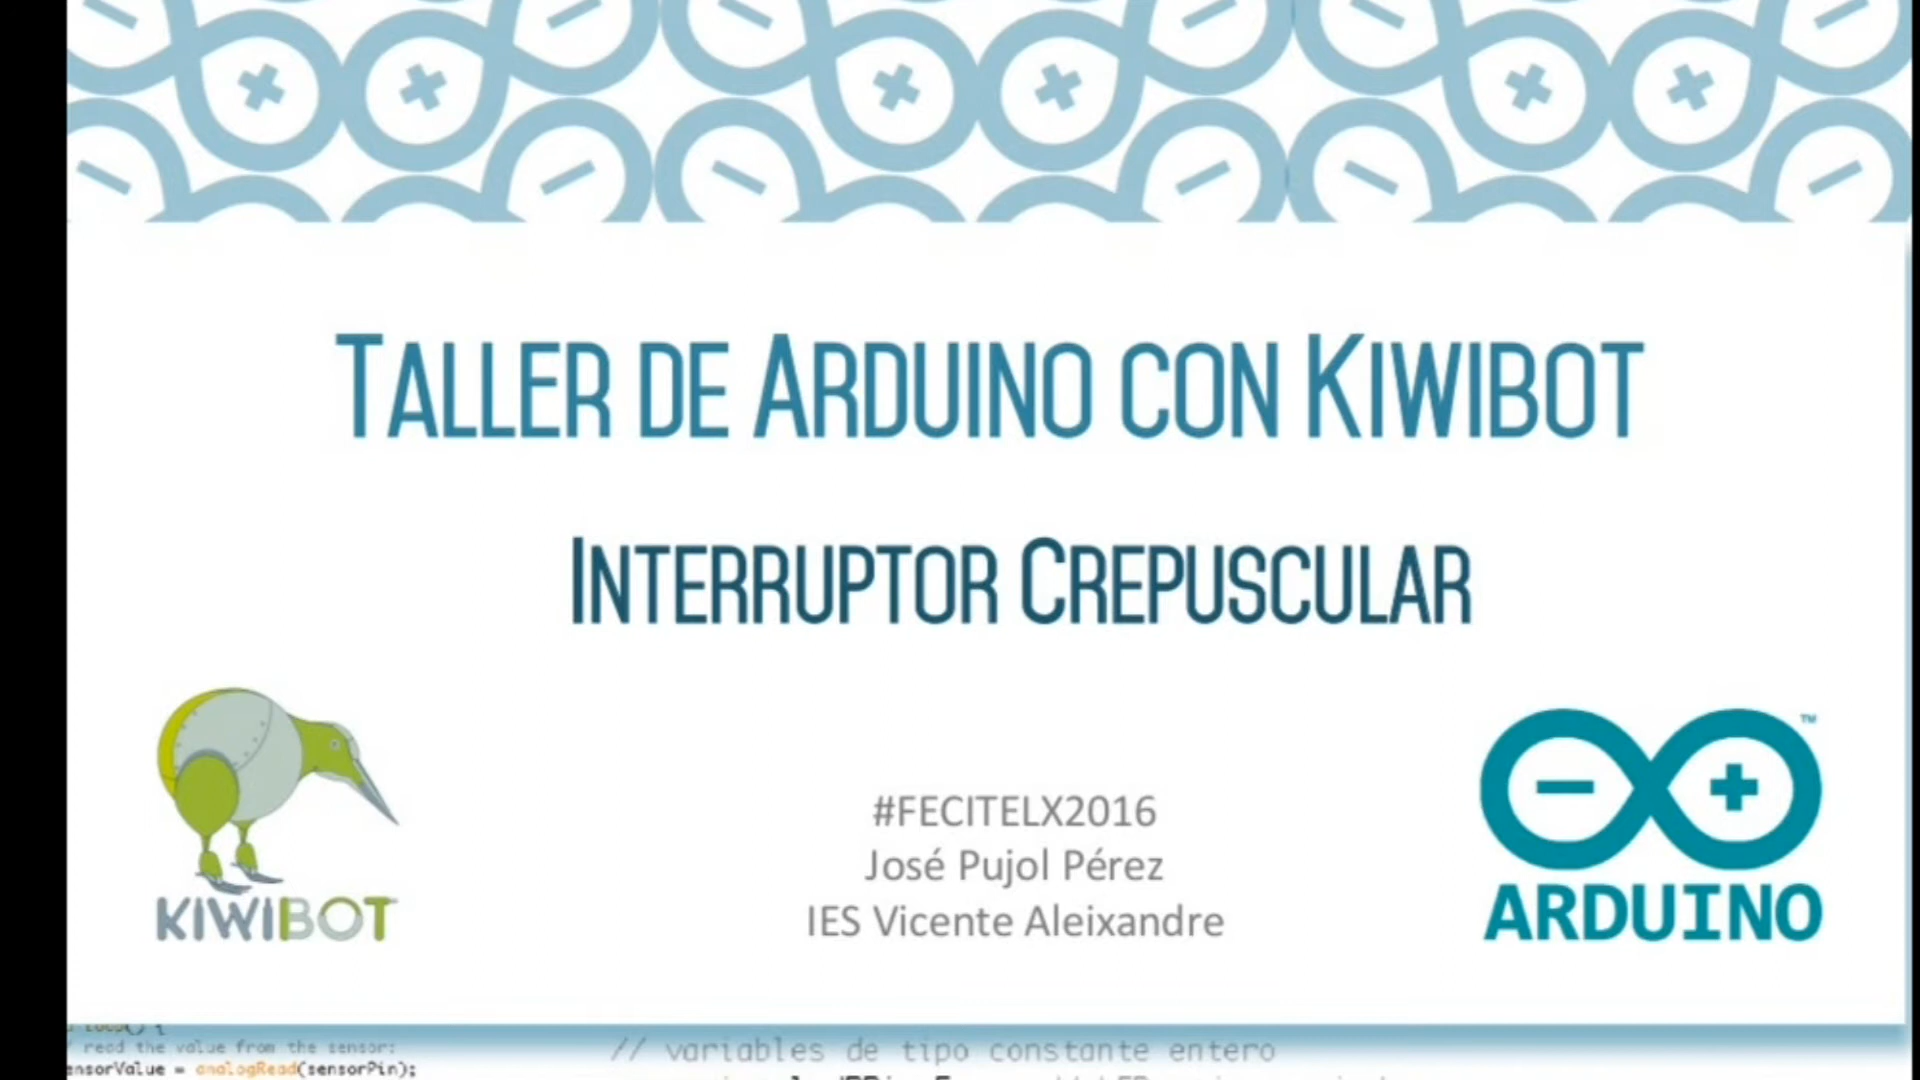 TALLER DE ARDUINO CON KIWIBOT
INTERRUPTOR CREPUSCULAR
#FECITELX2016
José Pujol Pérez
IES Vicente Aleixandre
KIWIBOT
TM
ARDUINO
read the value from the sensor:
ensorValue = analogRead(sensorPin);
// variables de tipo constante entero